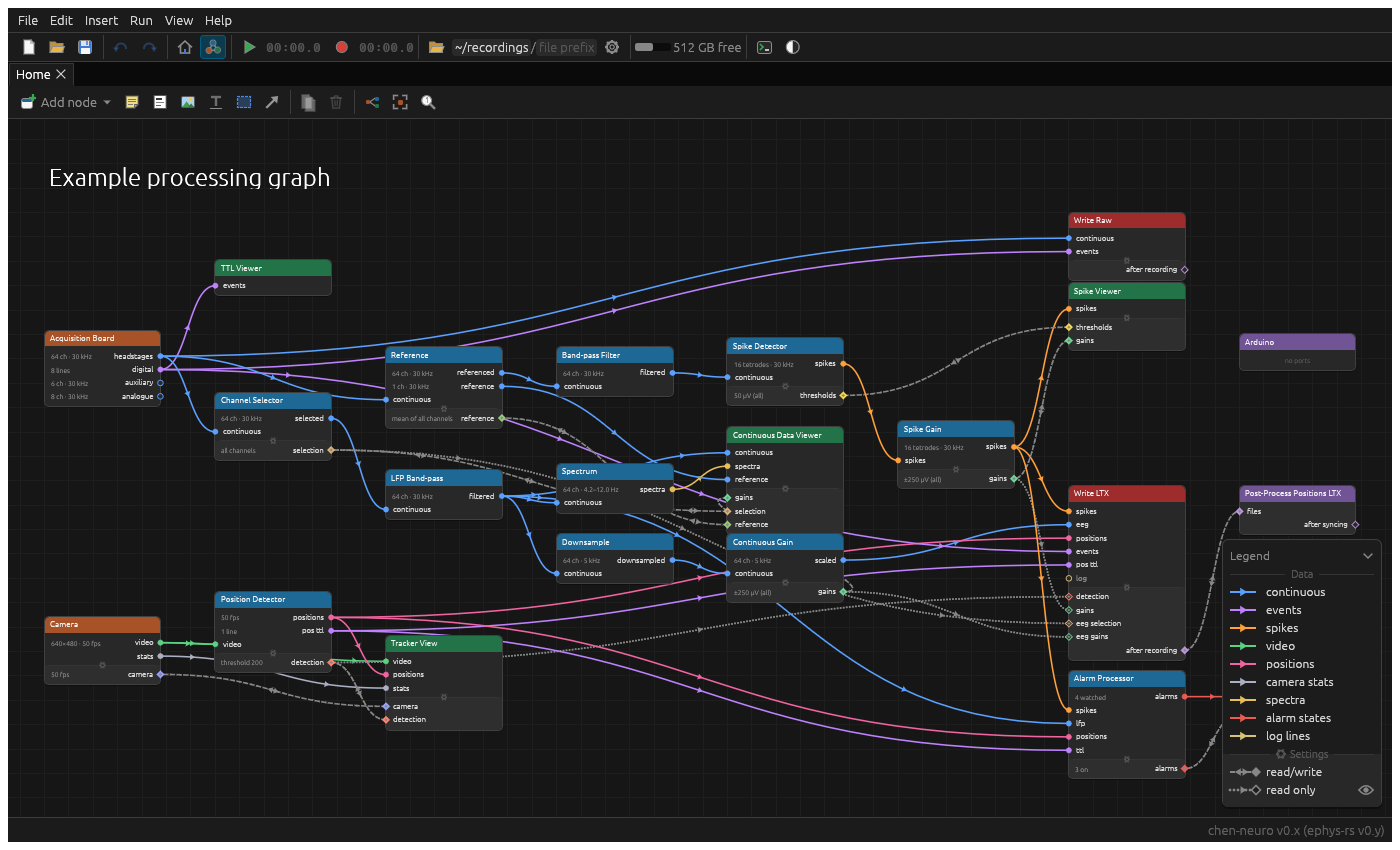 File Edit Insert Run View Help
00:00.0 00:00.0 ~/recordings/file prefix 512 GB free
Home
Add node
Example processing graph
Write Raw
continuous
events
after recording
TTL Viewer
events
Spike Viewer
spikes
thresholds
gains
Acquisition Board
64 ch · 30 kHz headstages
8 lines digital
6 ch · 30 kHz auxiliary
8 ch · 30 kHz analogue
Reference
64 ch · 30 kHz referenced
1 ch · 30 kHz reference
continuous
mean of all channels reference
Band-pass Filter
64 ch · 30 kHz filtered
continuous
Spike Detector
16 tetrodes · 30 kHz spikes
continuous
50 µV (all) thresholds
Arduino
no ports
Channel Selector
64 ch · 30 kHz selected
continuous
all channels selection
Continuous Data Viewer
continuous
spectra
reference
gains
selection
reference
Spike Gain
16 tetrodes · 30 kHz spikes
spikes
±250 µV (all) gains
LFP Band-pass
64 ch · 30 kHz filtered
continuous
Spectrum
64 ch · 4.2–12.0 Hz spectra
continuous
Write LTX
spikes
eeg
positions
events
pos ttl
log
detection
gains
eeg selection
eeg gains
after recording
Post-Process Positions LTX
files
after syncing
Downsample
64 ch · 5 kHz downsampled
continuous
Continuous Gain
64 ch · 5 kHz scaled
continuous
±250 µV (all) gains
Position Detector
50 fps positions
1 line pos ttl
video
threshold 200 detection
Camera
640×480 · 50 fps video
stats
50 fps camera
Tracker View
video
positions
stats
camera
detection
Alarm Processor
4 watched alarms
spikes
lfp
positions
ttl
3 on alarms
Legend
Data
continuous
events
spikes
video
positions
camera stats
spectra
alarm states
log lines
Settings
read/write
read only
chen-neuro v0.x (ephys-rs v0.y)